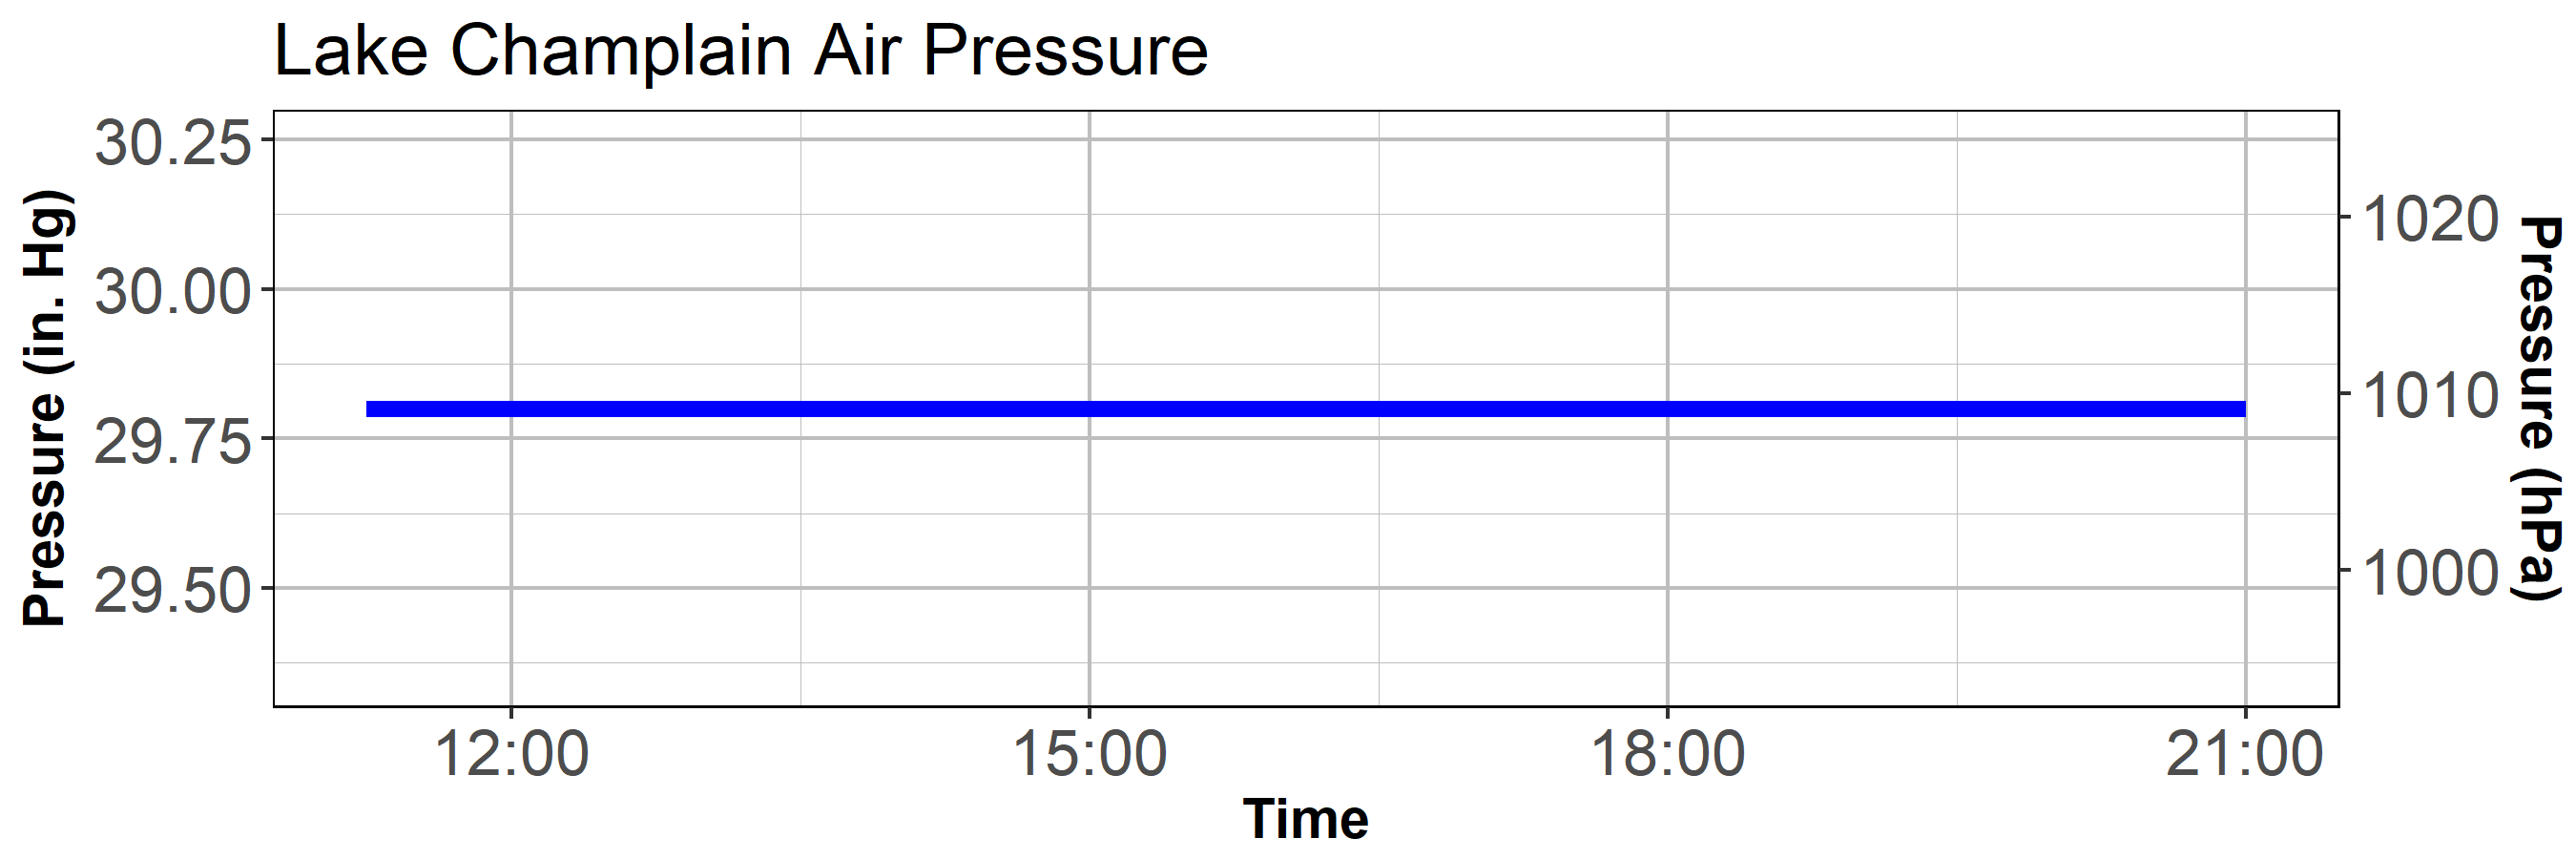 Lake Champlain Air Pressure
Pressure (in. Hg)
30.25
30.00
29.75
29.50
1020
1010
1000
Pressure (hPa)
12:00 15:00 18:00 21:00
Time